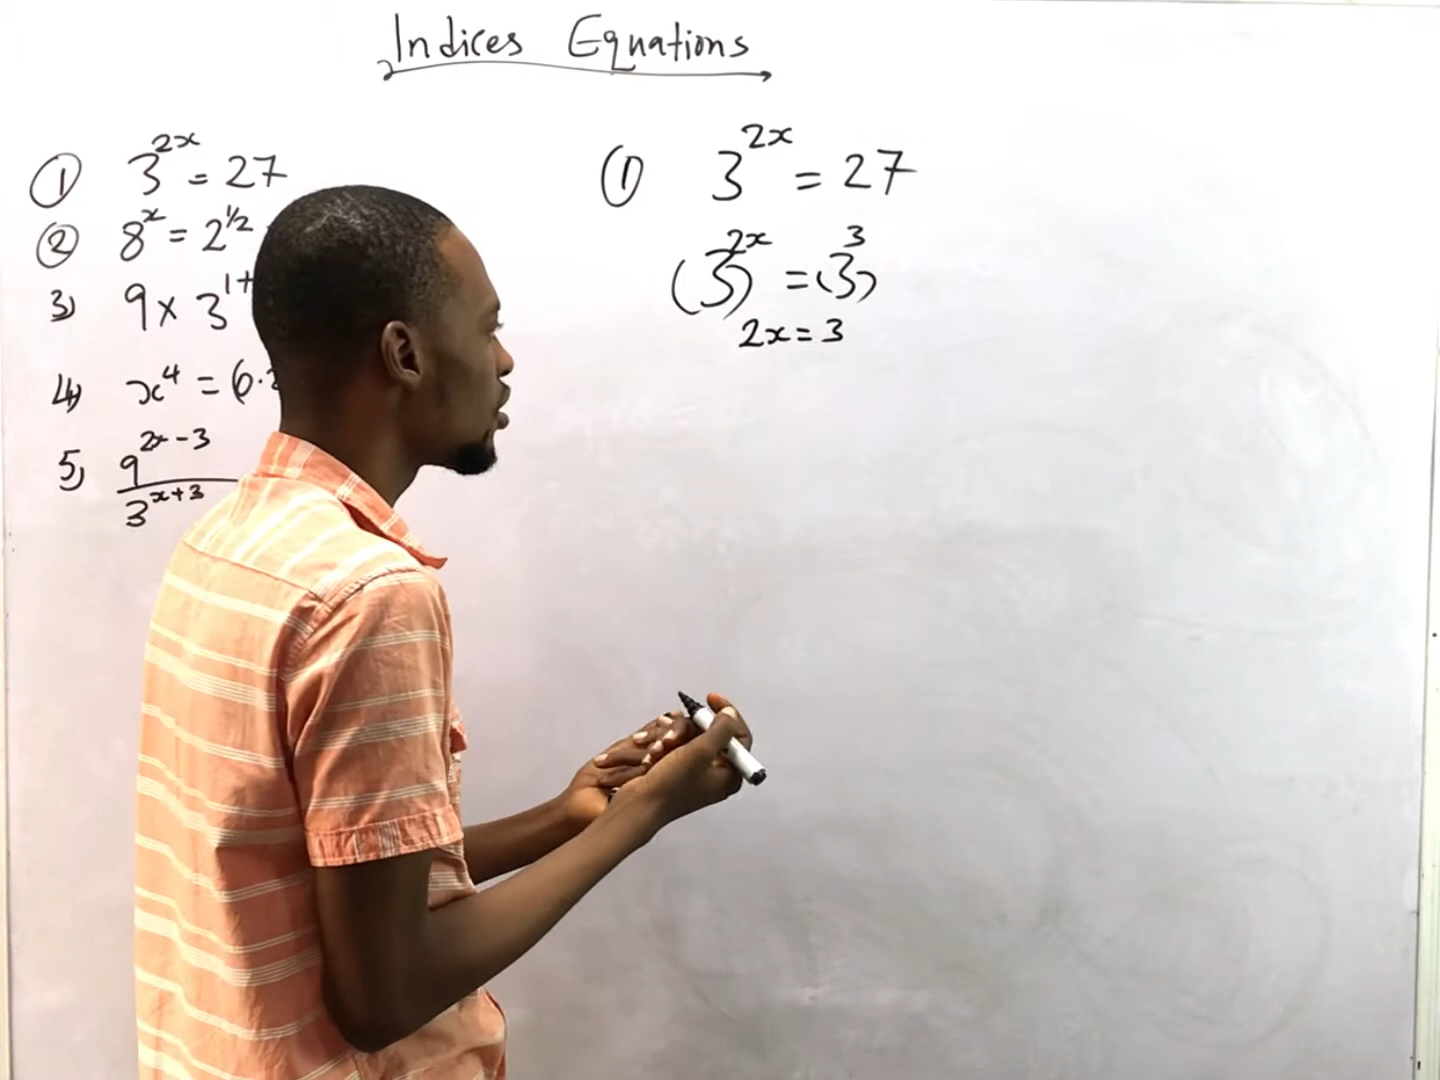 Indices Equations
① 3^{2x} = 27
② 8^x = 2^{1/2}
3) 9 × 3^{1+
4) x^4 = 6.2
5) 9^{2x-3}
3^{x+3}
① 3^{2x} = 27
(3)^{2x} = (3)^3
2x = 3